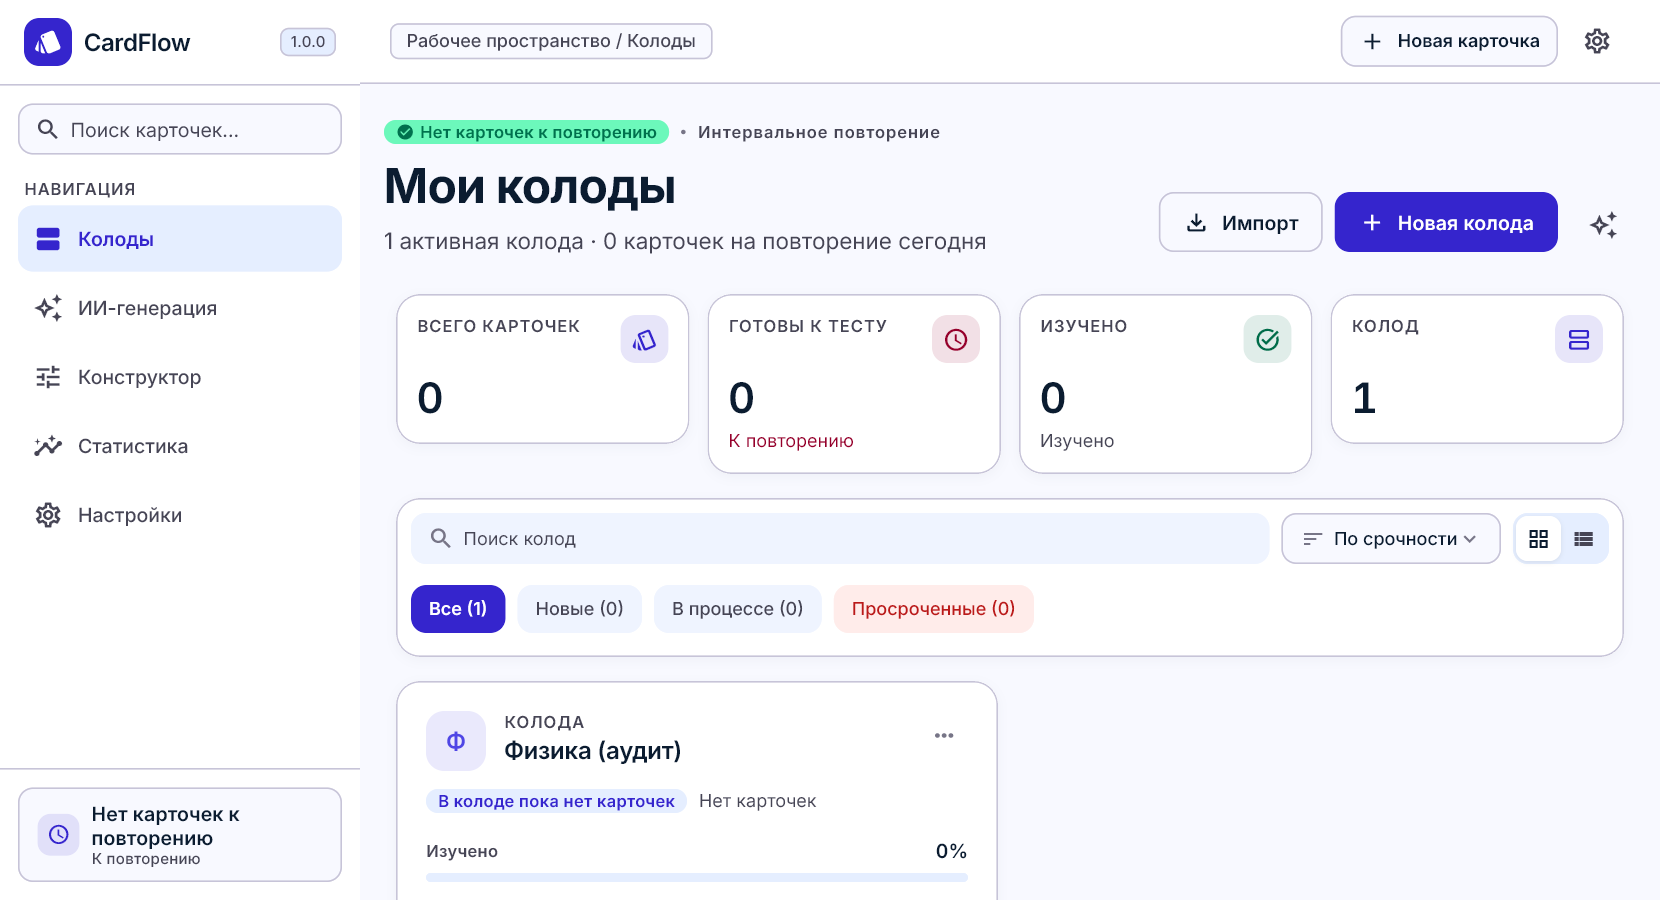 CardFlow
1.0.0
Поиск карточек...
НАВИГАЦИЯ
Колоды
ИИ-генерация
Конструктор
Статистика
Настройки
Нет карточек к
повторению
К повторению
Рабочее пространство / Колоды
Новая карточка
Нет карточек к повторению • Интервальное повторение
Мои колоды
1 активная колода · 0 карточек на повторение сегодня
Импорт
Новая колода
ВСЕГО КАРТОЧЕК
0
ГОТОВЫ К ТЕСТУ
0
К повторению
ИЗУЧЕНО
0
Изучено
КОЛОД
1
Поиск колод
По срочности
Все (1)
Новые (0)
В процессе (0)
Просроченные (0)
Ф
КОЛОДА
Физика (аудит)
В колоде пока нет карточек
Нет карточек
Изучено
0%